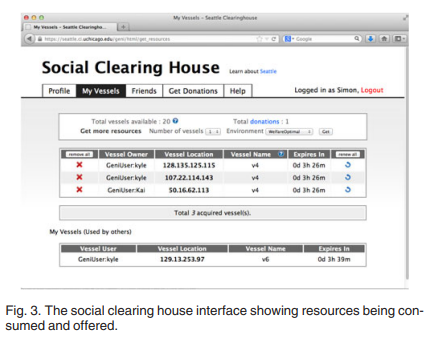 My Vessels - Seattle Clearinghouse
My Vessels - Seattle Clearingho...
https://seattle.cl.uchicago.edu/geni/html/get_resources
Google
Social Clearing House
Learn about Seattle
Profile My Vessels Friends Get Donations Help
Logged in as Simon, Logout
Total vessels available : 20 Total donations : 1
Get more resources Number of vessels 1 Environment WelfareOptimal Get
remove all Vessel Owner Vessel Location Vessel Name Expires In renew all
GeniUser:kyle 128.135.125.115 v4 0d 3h 26m
GeniUser:kyle 107.22.114.143 v4 0d 3h 26m
GeniUser:Kai 50.16.62.113 v4 0d 3h 26m
Total 3 acquired vessel(s).
My Vessels (Used by others)
Vessel User Vessel Location Vessel Name Expires In
GeniUser:kyle 129.13.253.97 v6 0d 3h 39m
Fig. 3. The social clearing house interface showing resources being con-
sumed and offered.